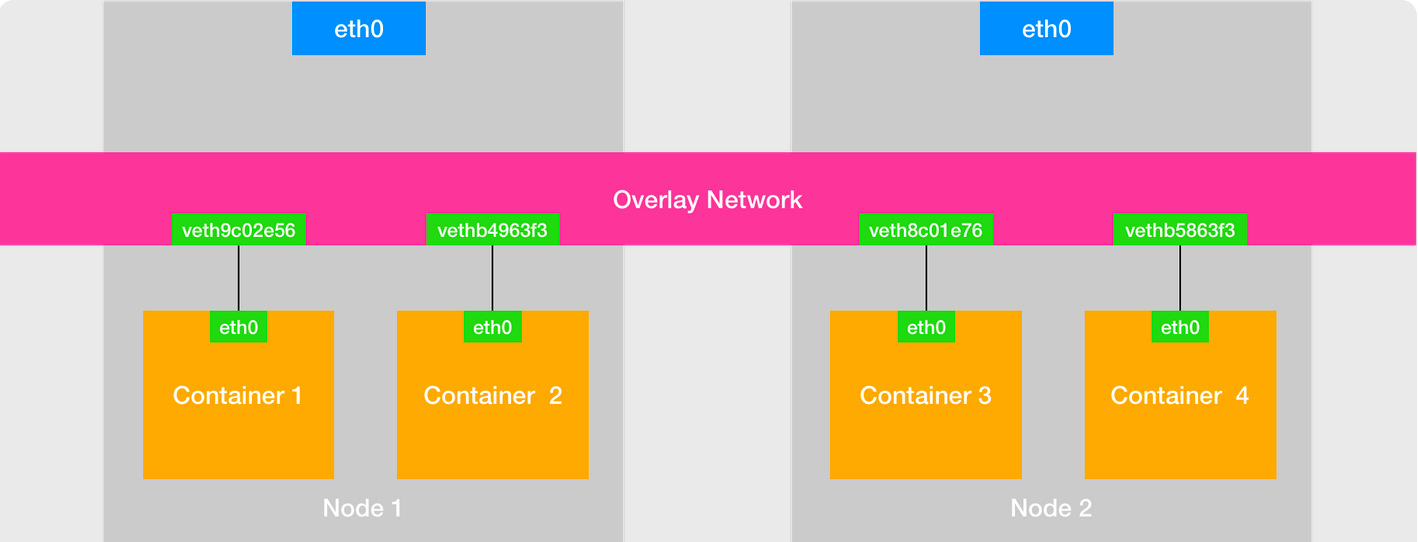 eth0
eth0
Overlay Network
veth9c02e56
vethb4963f3
veth8c01e76
vethb5863f3
eth0
eth0
eth0
eth0
Container 1
Container  2
Container 3
Container  4
Node 1
Node 2